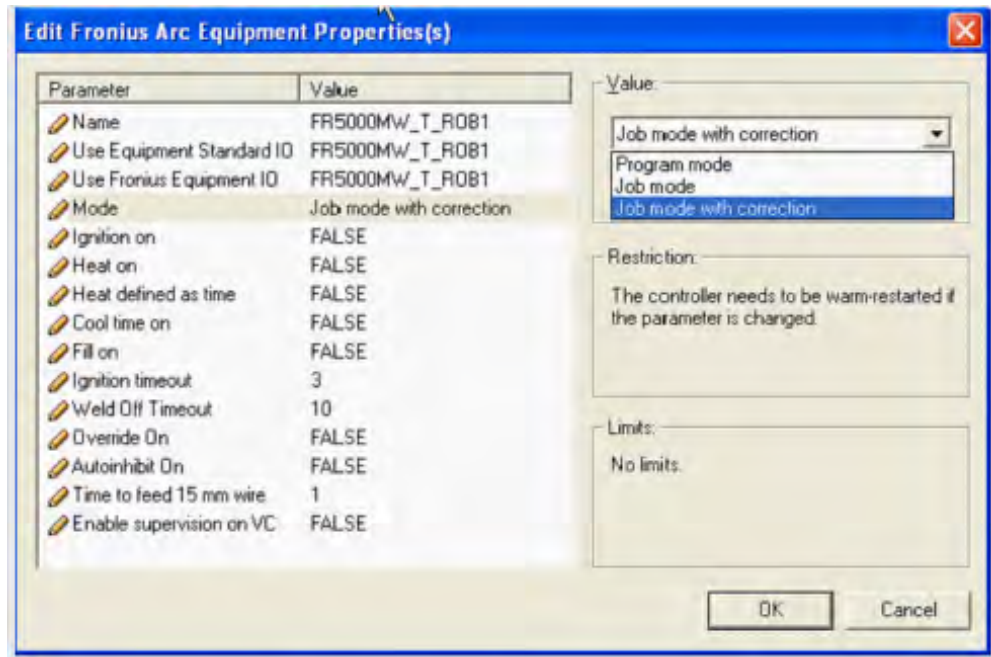 Edit Fronius Arc Equipment Properties(s)
Parameter Value
Name FR5000MW_T_ROB1
Use Equipment Standard IO FR5000MW_T_ROB1
Use Fronius Equipment IO FR5000MW_T_ROB1
Mode Job mode with correction
Ignition on FALSE
Heat on FALSE
Heat defined as time FALSE
Cool time on FALSE
Fill on FALSE
Ignition timeout 3
Weld Off Timeout 10
Override On FALSE
Autoinhibit On FALSE
Time to feed 15 mm wire 1
Enable supervision on VC FALSE
Value:
Job mode with correction
Program mode
Job mode
Job mode with correction
Restriction:
The controller needs to be warm-restarted if
the parameter is changed.
Limits:
No limits.
OK Cancel